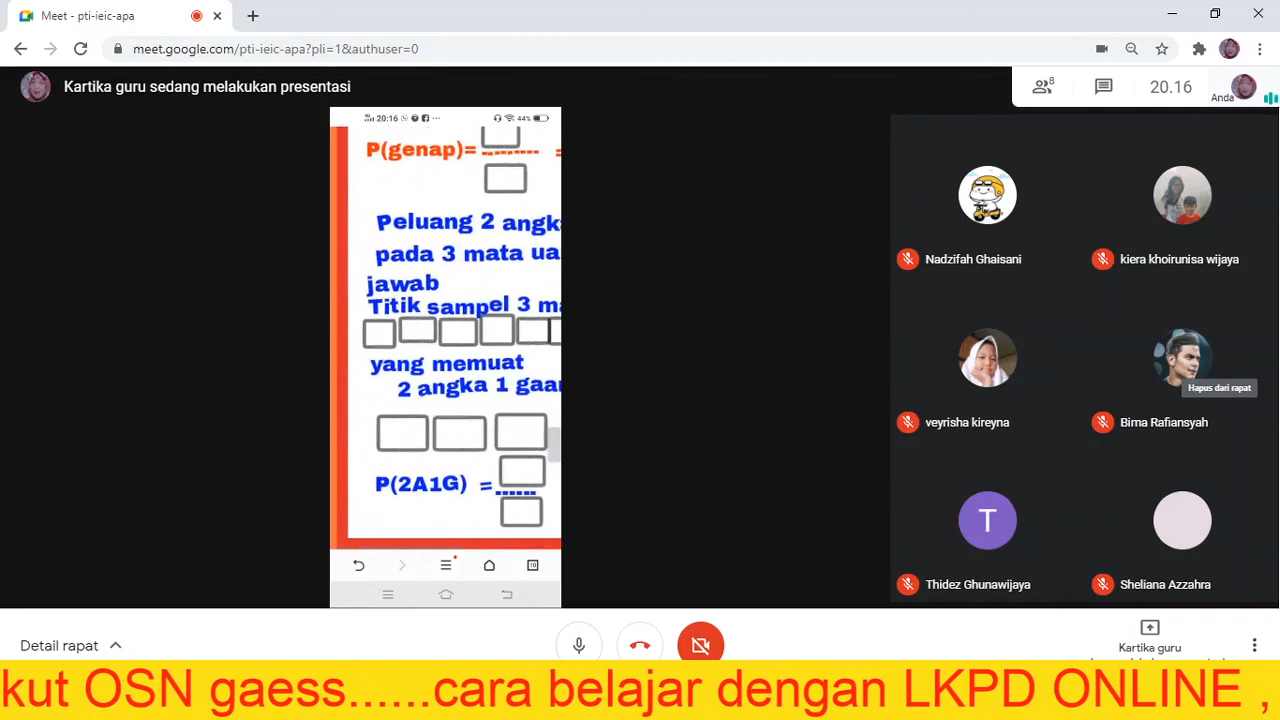 Meet - pti-ieic-apa
meet.google.com/pti-ieic-apa?pli=1&authuser=0
Kartika guru sedang melakukan presentasi
8
20.16
Anda
20:16
44%
P(genap)= =
Peluang 2 angk
pada 3 mata ua
jawab
Titik sampel 3 m
yang memuat
2 angka 1 gaa
P(2A1G) =......
10
Nadzifah Ghaisani
kiera khoirunisa wijaya
Hapus dari rapat
veyrisha kireyna
Bima Rafiansyah
T
Thidez Ghunawijaya
Sheliana Azzahra
Detail rapat
Kartika guru
kut OSN gaess......cara belajar dengan LKPD ONLINE ,